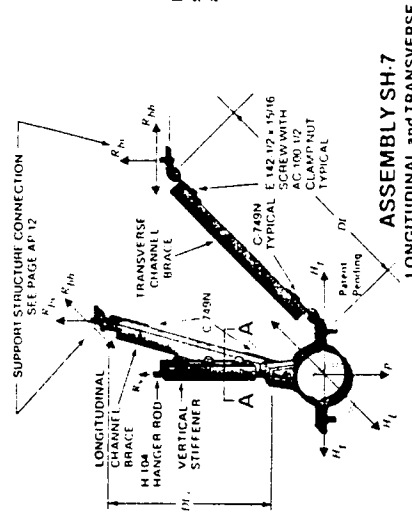 SUPPORT STRUCTURE CONNECTION
SEE PAGE AP 12
LONGITUDINAL
CHANNEL
BRACE
H 104
HANGER ROD
VERTICAL
STIFFENER
TRANSVERSE
CHANNEL
BRACE
C-749N
C-749N
TYPICAL
E 142 1/2 x 15/16
SCREW WITH
AC 100 1/2
CLAMP NUT
TYPICAL
A
A
P
Patent
Pending
ASSEMBLY SH-7
LONGITUDINAL and TRANSVERSE